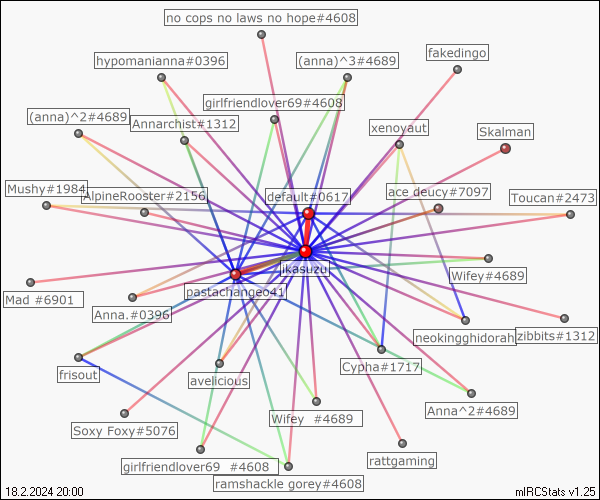 no cops no laws no hope#4608
fakedingo
hypomanianna#0396
(anna)^3#4689
girlfriendlover69#4608
(anna)^2#4689
Annarchist#1312
xenoyaut
Skalman
Mushy#1984
AlpineRooster#2156
default#0617
ace_deucy#7097
Toucan#2473
ikasuzu
Wifey#4689
pastachange041
Mad #6901
Anna.#0396
neokingghidorah
zibbits#1312
frisout
avelicious
Cypha#1717
Wifey #4689
Anna^2#4689
Soxy Foxy#5076
girlfriendlover69 #4608
rattgaming
ramshackle gorey#4608
18.2.2024 20:00
mIRCStats v1.25